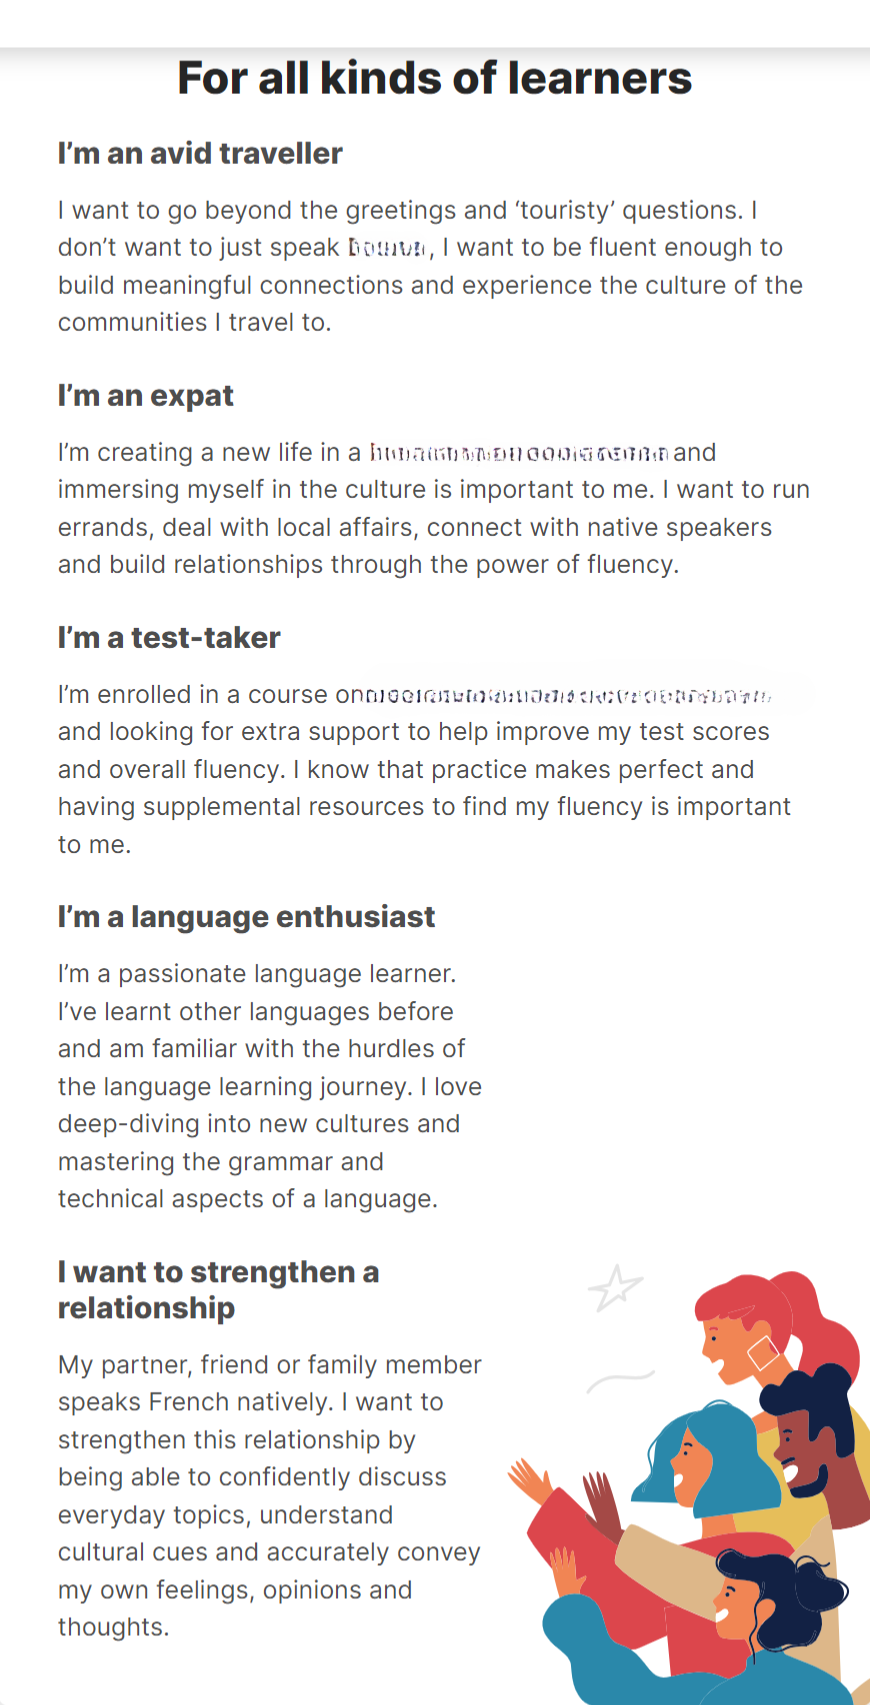 For all kinds of learners
I’m an avid traveller
I want to go beyond the greetings and ‘touristy’ questions. I
don’t want to just speak , I want to be fluent enough to
build meaningful connections and experience the culture of the
communities I travel to.
I’m an expat
I’m creating a new life in a and
immersing myself in the culture is important to me. I want to run
errands, deal with local affairs, connect with native speakers
and build relationships through the power of fluency.
I’m a test-taker
I’m enrolled in a course
and looking for extra support to help improve my test scores
and overall fluency. I know that practice makes perfect and
having supplemental resources to find my fluency is important
to me.
I’m a language enthusiast
I’m a passionate language learner.
I’ve learnt other languages before
and am familiar with the hurdles of
the language learning journey. I love
deep-diving into new cultures and
mastering the grammar and
technical aspects of a language.
I want to strengthen a
relationship
My partner, friend or family member
speaks French natively. I want to
strengthen this relationship by
being able to confidently discuss
everyday topics, understand
cultural cues and accurately convey
my own feelings, opinions and
thoughts.